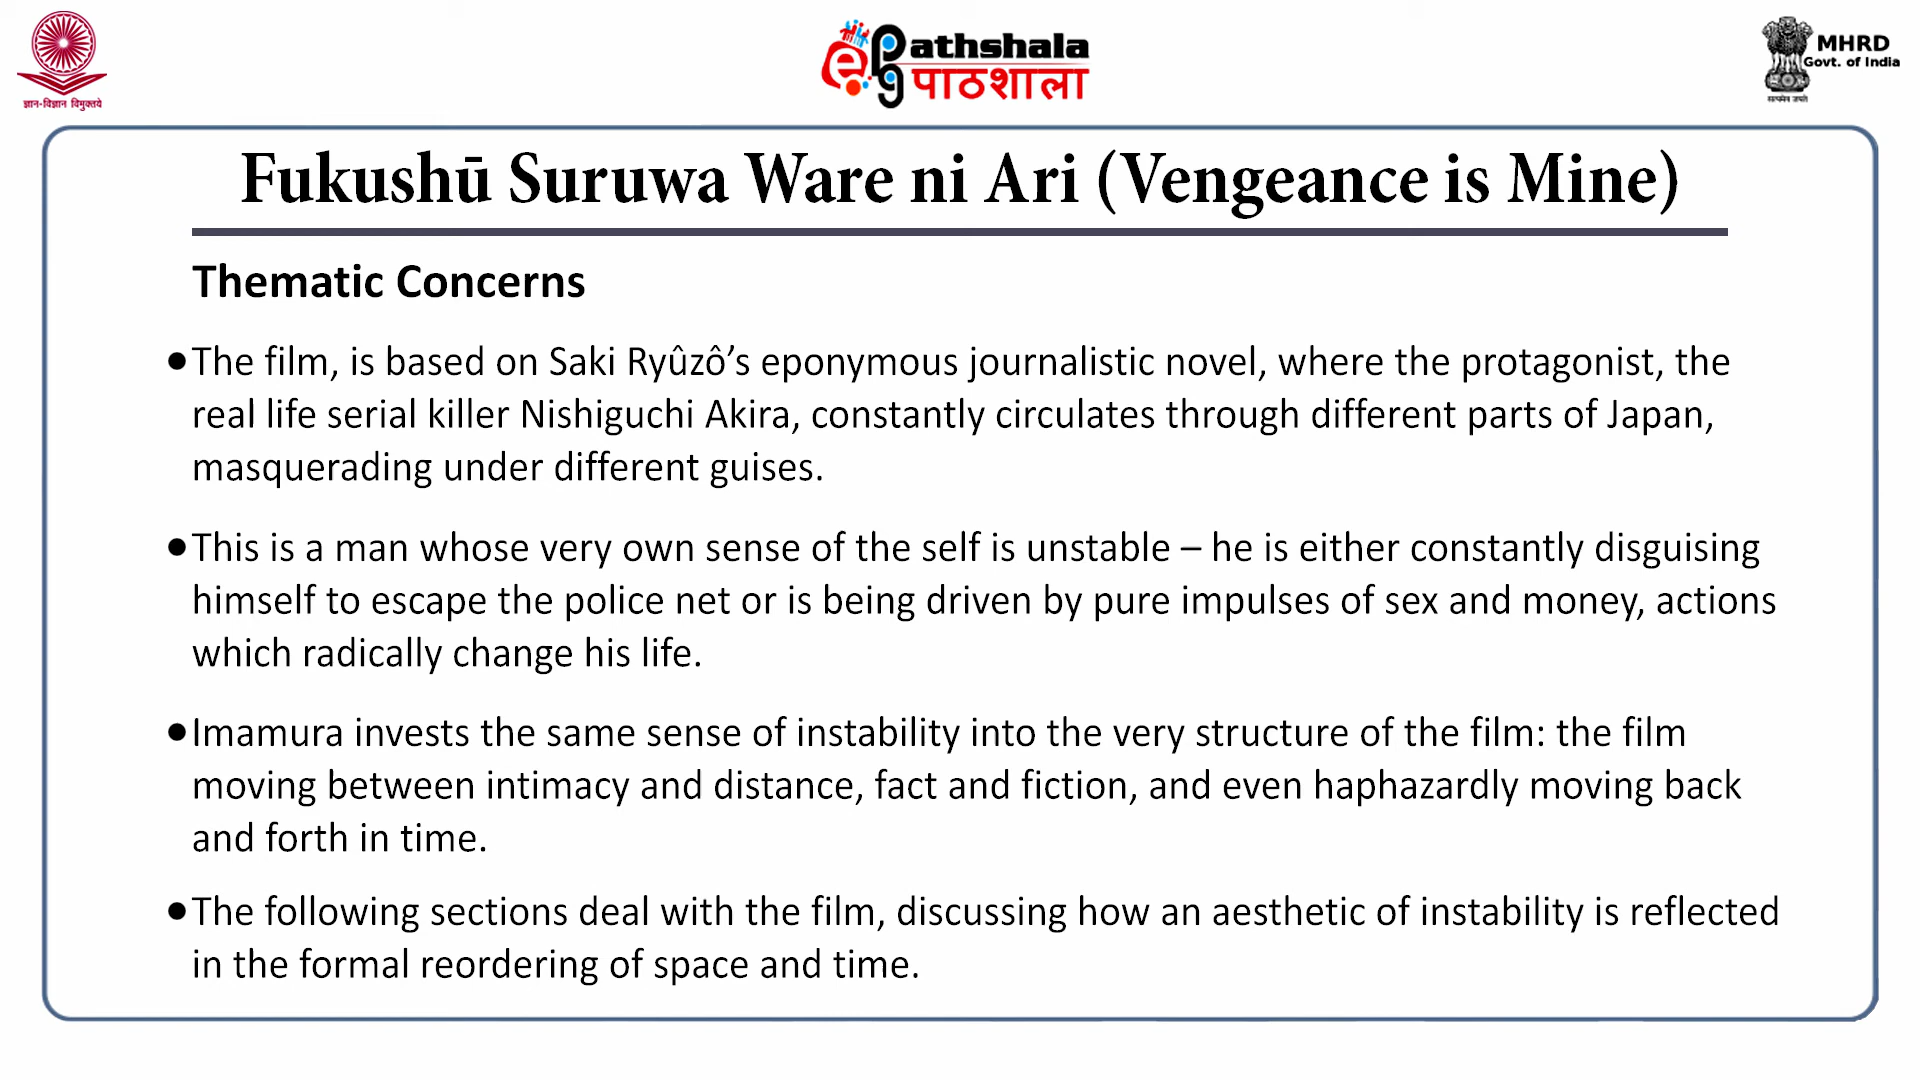 ज्ञान-विज्ञान विमुक्तये
ePathshala
पाठशाला
MHRD
Govt. of India
सत्यमेव जयते
Fukushū Suruwa Ware ni Ari (Vengeance is Mine)
Thematic Concerns
•The film, is based on Saki Ryûzô’s eponymous journalistic novel, where the protagonist, the
real life serial killer Nishiguchi Akira, constantly circulates through different parts of Japan,
masquerading under different guises.
•This is a man whose very own sense of the self is unstable – he is either constantly disguising
himself to escape the police net or is being driven by pure impulses of sex and money, actions
which radically change his life.
•Imamura invests the same sense of instability into the very structure of the film: the film
moving between intimacy and distance, fact and fiction, and even haphazardly moving back
and forth in time.
•The following sections deal with the film, discussing how an aesthetic of instability is reflected
in the formal reordering of space and time.